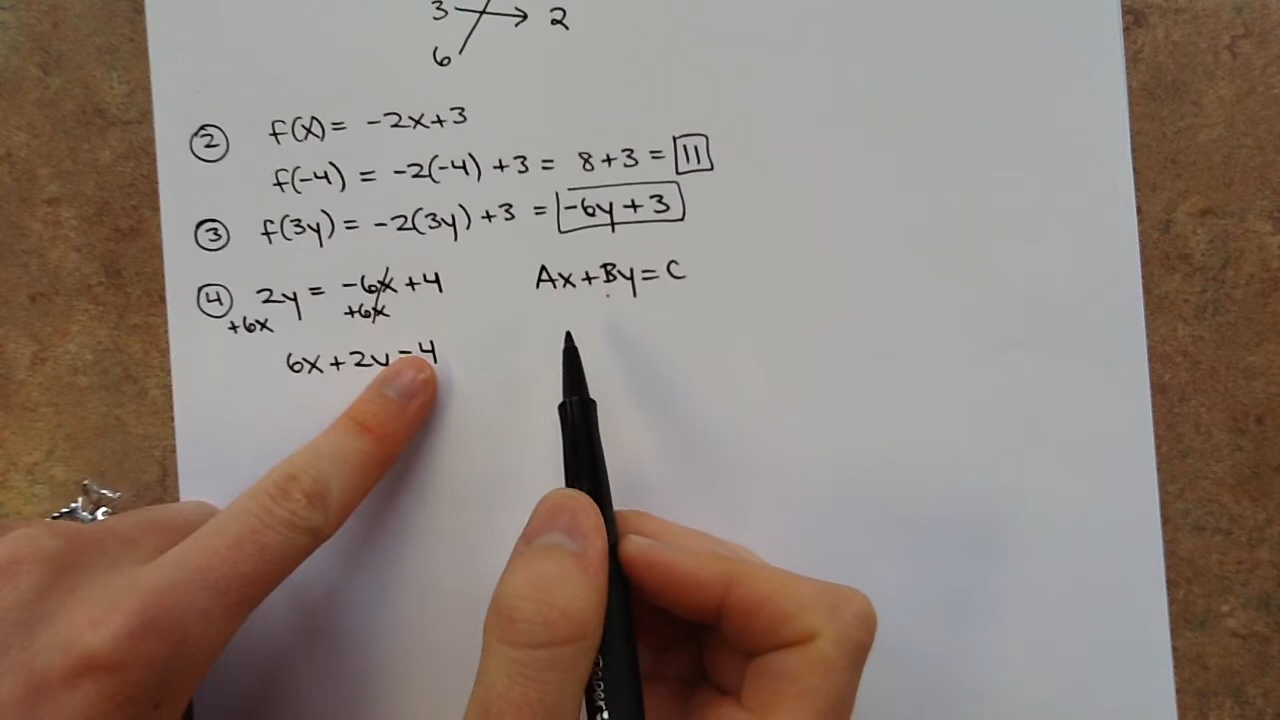 3 → 2
6
② f(x) = -2x+3
f(-4) = -2(-4) +3 = 8+3 = 11
③ f(3y) = -2(3y) +3 = -6y + 3
④ 2y = -6x +4 Ax+By=C
+6x +6x
6x+2y=4